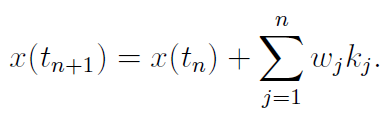 x(t_{n+1}) = x(t_n) + \sum_{j=1}^{n} w_j k_j.